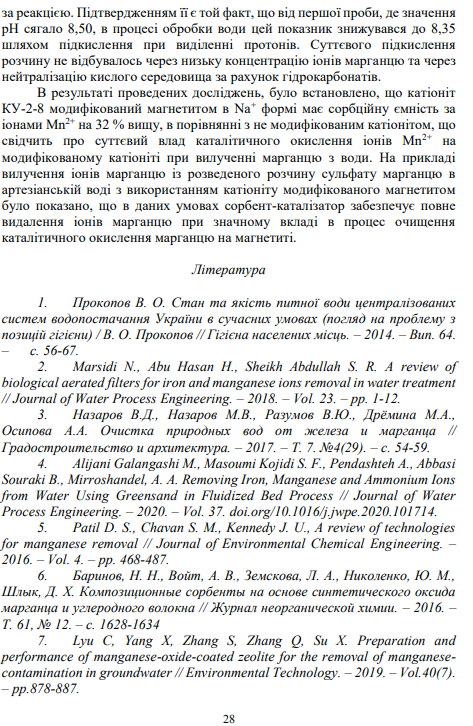 за реакцією. Підтвердженням її є той факт, що від першої проби, де значення
рН сягало 8,50, в процесі обробки води цей показник знижувався до 8,35
шляхом підкислення при виділенні протонів. Суттєвого підкислення
розчину не відбувалось через низьку концентрацію іонів марганцю та через
нейтралізацію кислого середовища за рахунок гідрокарбонатів.
В результаті проведених досліджень, було встановлено, що катіоніт
КУ-2-8 модифікований магнетитом в Na⁺ формі має сорбційну ємність за
іонами Mn²⁺ на 32 % вищу, в порівнянні з не модифікованим катіонітом, що
свідчить про суттєвий влад каталітичного окислення іонів Mn²⁺ на
модифікованому катіоніті при вилученні марганцю з води. На прикладі
вилучення іонів марганцю із розведеного розчину сульфату марганцю в
артезіанській воді з використанням катіоніту модифікованого магнетитом
було показано, що в даних умовах сорбент-каталізатор забезпечує повне
видалення іонів марганцю при значному вкладі в процес очищення
каталітичного окислення марганцю на магнетиті.
Література
1. Прокопов В. О. Стан та якість питної води централізованих
систем водопостачання України в сучасних умовах (погляд на проблему з
позицій гігієни) / В. О. Прокопов // Гігієна населених місць. – 2014. – Вип. 64.
– с. 56-67.
2. Marsidi N., Abu Hasan H., Sheikh Abdullah S. R. A review of
biological aerated filters for iron and manganese ions removal in water treatment
// Journal of Water Process Engineering. – 2018. – Vol. 23. – pp. 1-12.
3. Назаров В.Д., Назаров М.В., Разумов В.Ю., Дрёмина М.А.,
Осипова А.А. Очистка природных вод от железа и марганца //
Градостроительство и архитектура. – 2017. – Т. 7. №4(29). – с. 54-59.
4. Alijani Galangashi M., Masoumi Kojidi S. F., Pendashteh A., Abbasi
Souraki B., Mirroshandel, A. A. Removing Iron, Manganese and Ammonium Ions
from Water Using Greensand in Fluidized Bed Process // Journal of Water
Process Engineering. – 2020. – Vol. 37. doi.org/10.1016/j.jwpe.2020.101714.
5. Patil D. S., Chavan S. M., Kennedy J. U., A review of technologies
for manganese removal // Journal of Environmental Chemical Engineering. –
2016. – Vol. 4. – pp. 468-487.
6. Баринов, Н. Н., Войт, А. В., Земскова, Л. А., Николенко, Ю. М.,
Шлык, Д. Х. Композиционные сорбенты на основе синтетического оксида
марганца и углеродного волокна // Журнал неорганической химии. – 2016. –
Т. 61, № 12. – с. 1628-1634
7. Lyu C, Yang X, Zhang S, Zhang Q, Su X. Preparation and
performance of manganese-oxide-coated zeolite for the removal of manganese-
contamination in groundwater // Environmental Technology. – 2019. – Vol.40(7).
– pp.878-887.
28